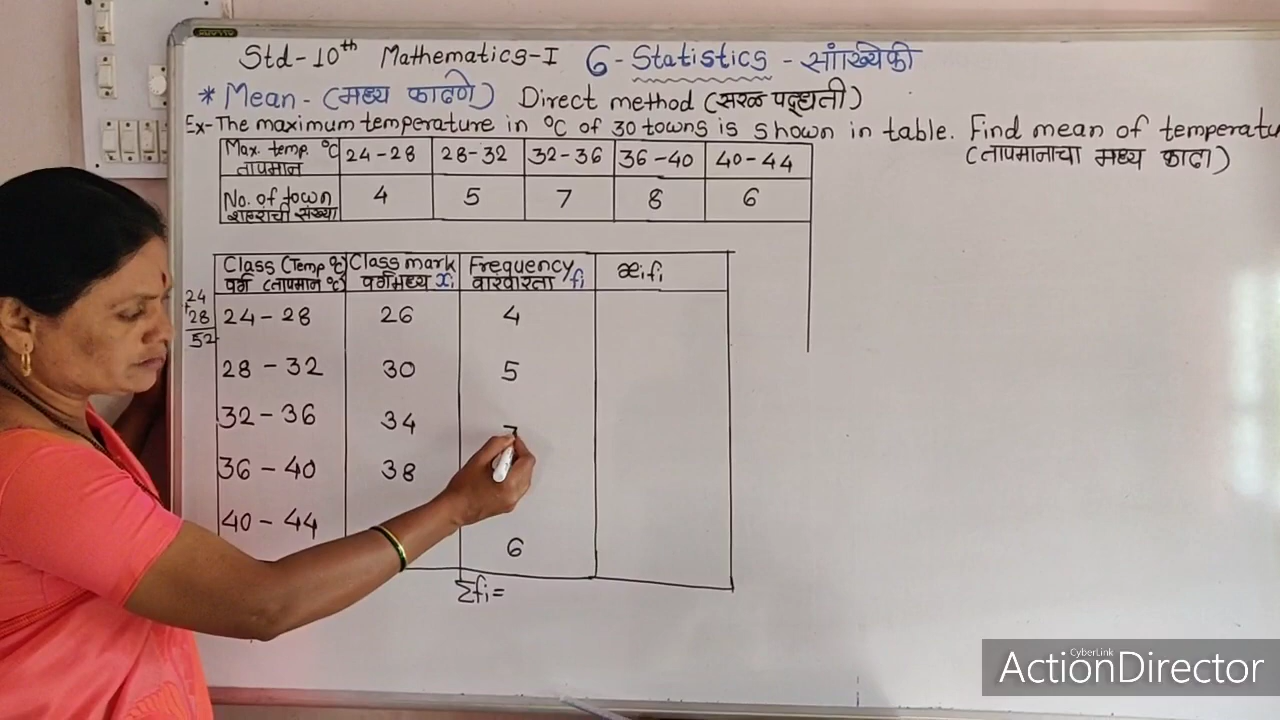 Std-10th Mathematics-I 6-Statistics - सांख्यिकी
* Mean - (मध्य काढणे) Direct method (सरळ पद्धती)
Ex- The maximum temperature in °C of 30 towns is shown in table. Find mean of temperatu
(तापमानाचा मध्य काढा)
Max. temp. °C 24-28 28-32 32-36 36-40 40-44
तापमान
No. of town 4 5 7 8 6
शहरांची संख्या
Class (Temp °C) Class mark Frequency xifi
वर्ग (तापमान °C) वर्गमध्य xi वारंवारता fi
24
+
28
52
24-28 26 4
28-32 30 5
32-36 34 7
36-40 38
40-44 6
Σfi=
CyberLink
ActionDirector